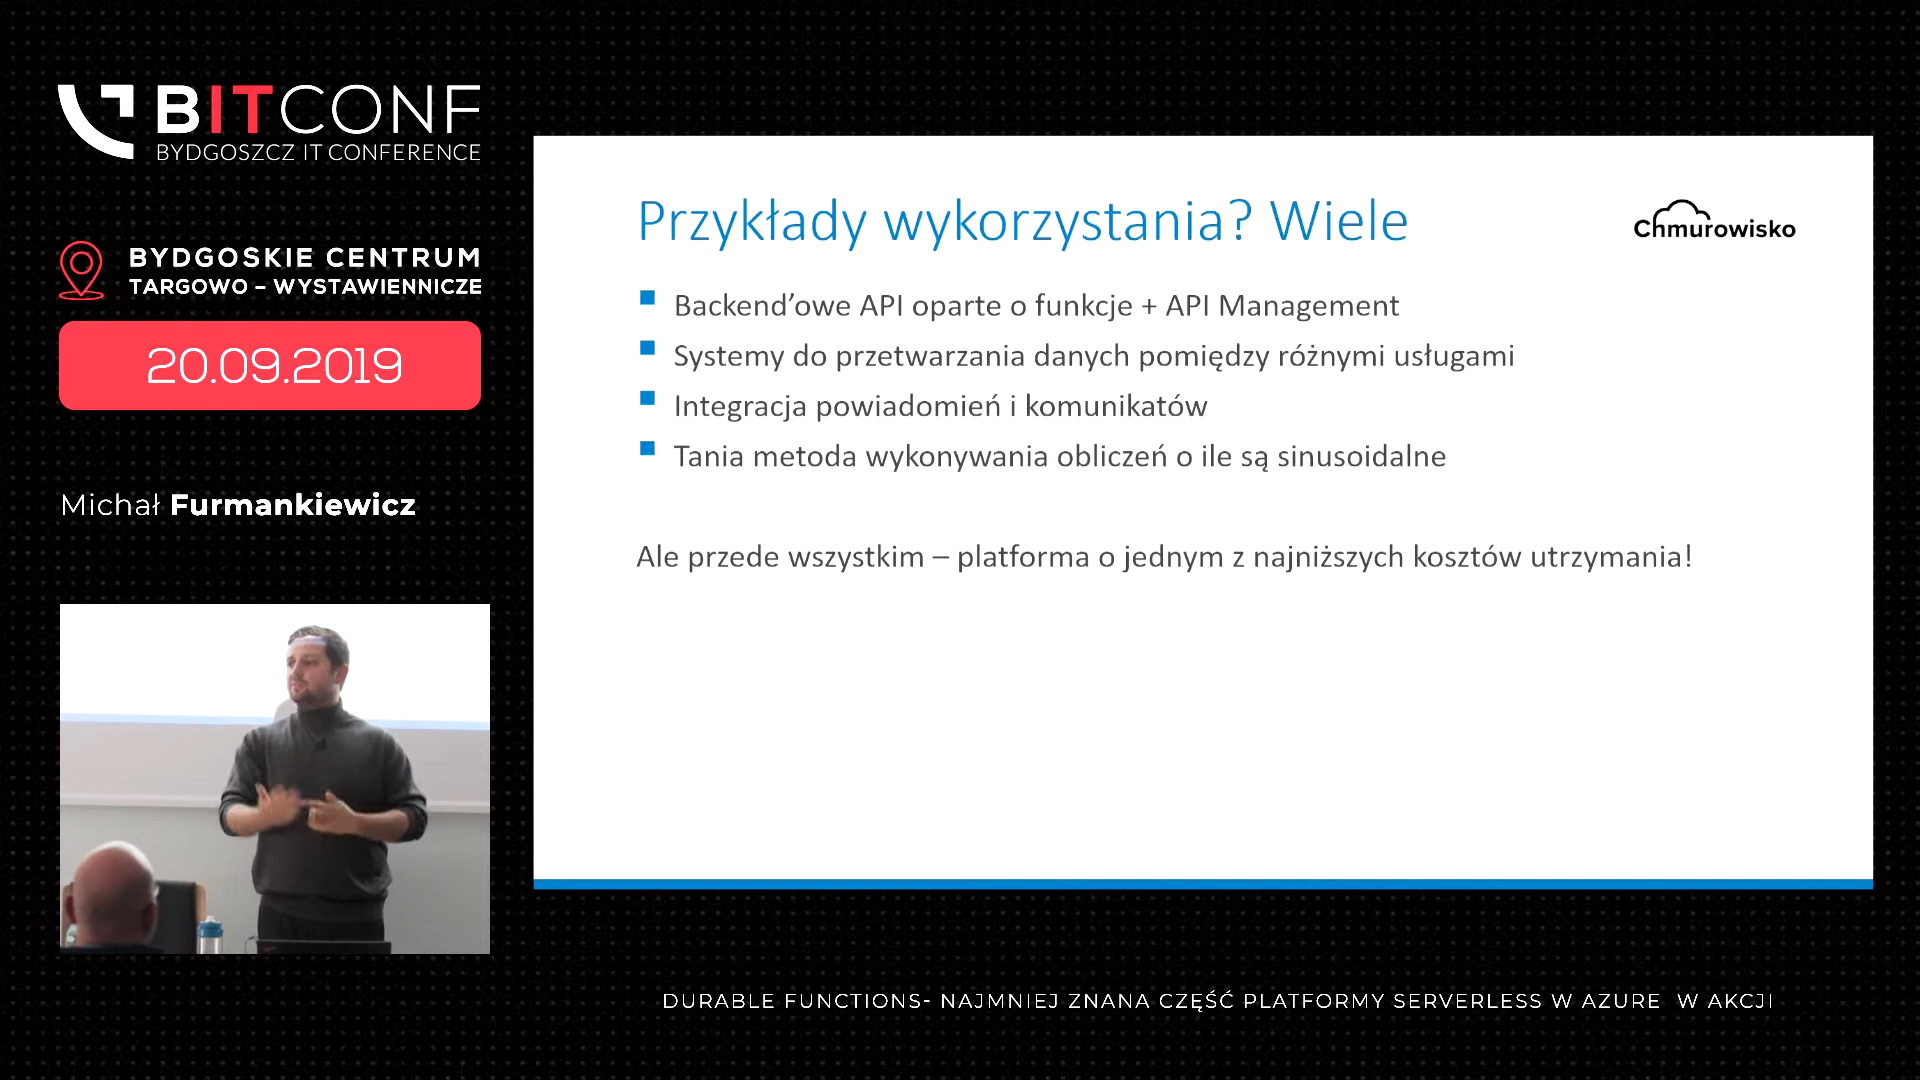 BITCONF
BYDGOSZCZ IT CONFERENCE
BYDGOSKIE CENTRUM
TARGOWO – WYSTAWIENNICZE
20.09.2019
Michał Furmankiewicz
Przykłady wykorzystania? Wiele
Chmurowisko
Backend’owe API oparte o funkcje + API Management
Systemy do przetwarzania danych pomiędzy różnymi usługami
Integracja powiadomień i komunikatów
Tania metoda wykonywania obliczeń o ile są sinusoidalne
Ale przede wszystkim – platforma o jednym z najniższych kosztów utrzymania!
DURABLE FUNCTIONS- NAJMNIEJ ZNANA CZĘŚĆ PLATFORMY SERVERLESS W AZURE W AKCJI